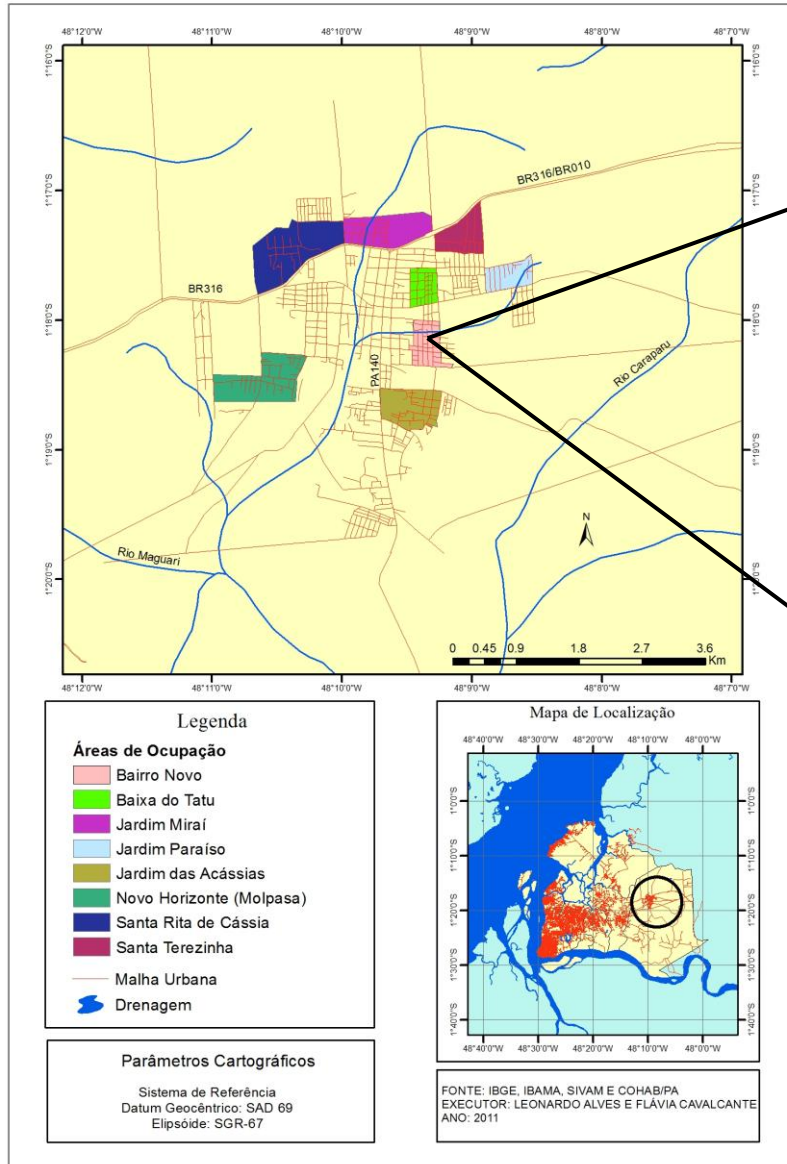 48°12'0"W 48°11'0"W 48°10'0"W 48°9'0"W 48°8'0"W 48°7'0"W
1°16'0"S 1°16'0"S
BR316/BR010
1°17'0"S 1°17'0"S
BR316
1°18'0"S 1°18'0"S
PA140
Rio Caraparu
1°19'0"S 1°19'0"S
N
Rio Maguari
1°20'0"S 1°20'0"S
0 0.45 0.9 1.8 2.7 3.6
Km
48°12'0"W 48°11'0"W 48°10'0"W 48°9'0"W 48°8'0"W 48°7'0"W
Legenda
Áreas de Ocupação
Bairro Novo
Baixa do Tatu
Jardim Miraí
Jardim Paraíso
Jardim das Acássias
Novo Horizonte (Molpasa)
Santa Rita de Cássia
Santa Terezinha
Malha Urbana
Drenagem
Mapa de Localização
48°40'0"W 48°30'0"W 48°20'0"W 48°10'0"W 48°0'0"W
1°0'0"S 1°0'0"S
1°10'0"S 1°10'0"S
1°20'0"S 1°20'0"S
1°30'0"S 1°30'0"S
1°40'0"S 1°40'0"S
48°40'0"W 48°30'0"W 48°20'0"W 48°10'0"W 48°0'0"W
Parâmetros Cartográficos
Sistema de Referência
Datum Geocêntrico: SAD 69
Elipsóide: SGR-67
FONTE: IBGE, IBAMA, SIVAM E COHAB/PA
EXECUTOR: LEONARDO ALVES E FLÁVIA CAVALCANTE
ANO: 2011